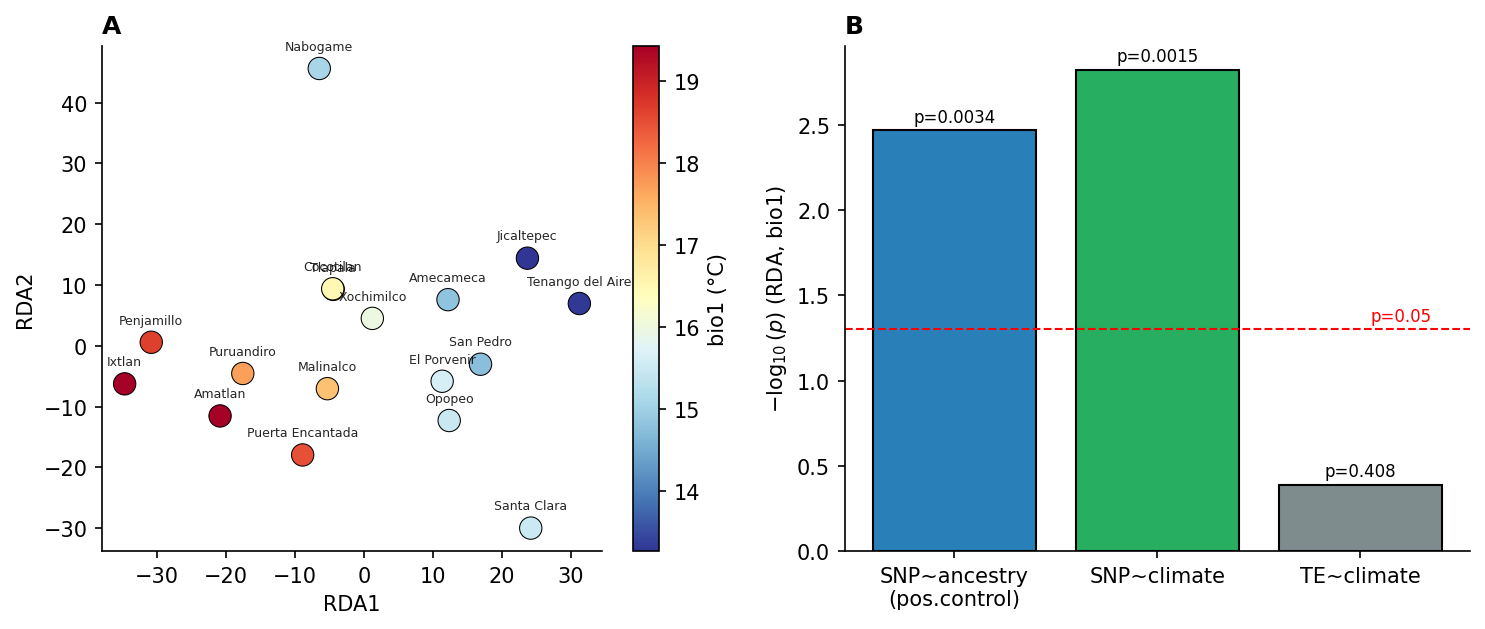 A
Nabogame
Jicaltepec
Cocotilan
Tlapala
Amecameca
Tenango del Aire
Xochimilco
Penjamillo
San Pedro
Puruandiro
Ixtlan
El Porvenir
Malinalco
Amatlan
Opopeo
Puerta Encantada
Santa Clara
40
30
20
10
0
−10
−20
−30
RDA2
−30
−20
−10
0
10
20
30
RDA1
19
18
17
16
15
14
bio1 (°C)
B
p=0.0015
p=0.0034
p=0.05
p=0.408
2.5
2.0
1.5
1.0
0.5
0.0
−log10 (p) (RDA, bio1)
SNP~ancestry
(pos.control)
SNP~climate
TE~climate